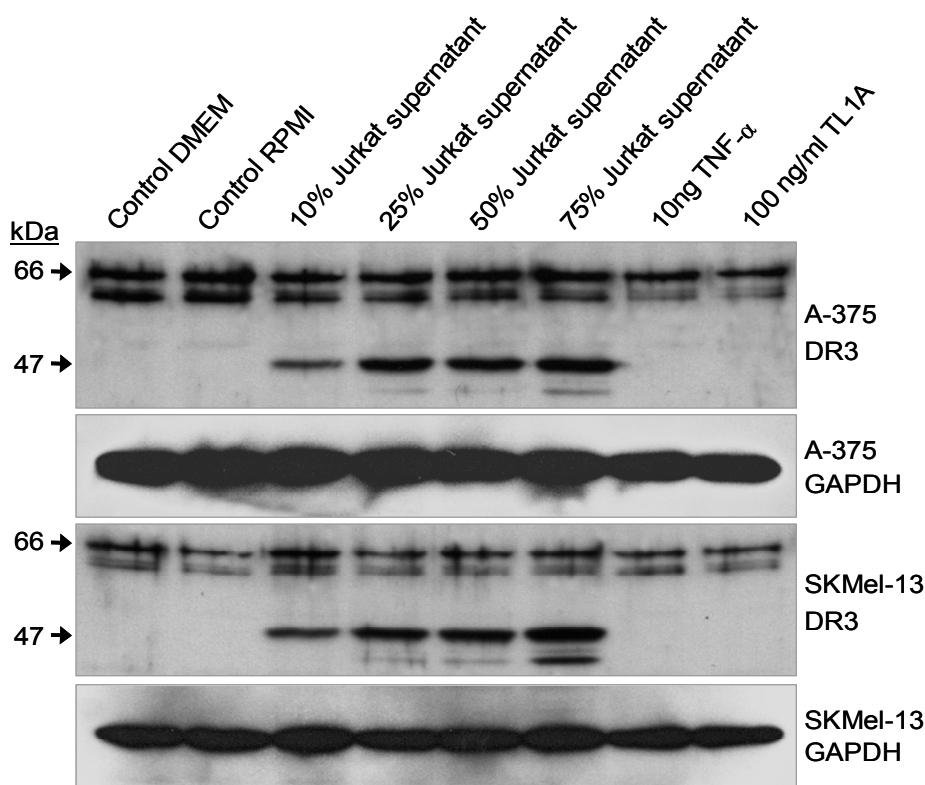 Control DMEM
Control RPMI
10% Jurkat supernatant
25% Jurkat supernatant
50% Jurkat supernatant
75% Jurkat supernatant
10ng TNF-α
100 ng/ml TL1A
kDa
66
47
A-375
DR3
A-375
GAPDH
66
47
SKMel-13
DR3
SKMel-13
GAPDH